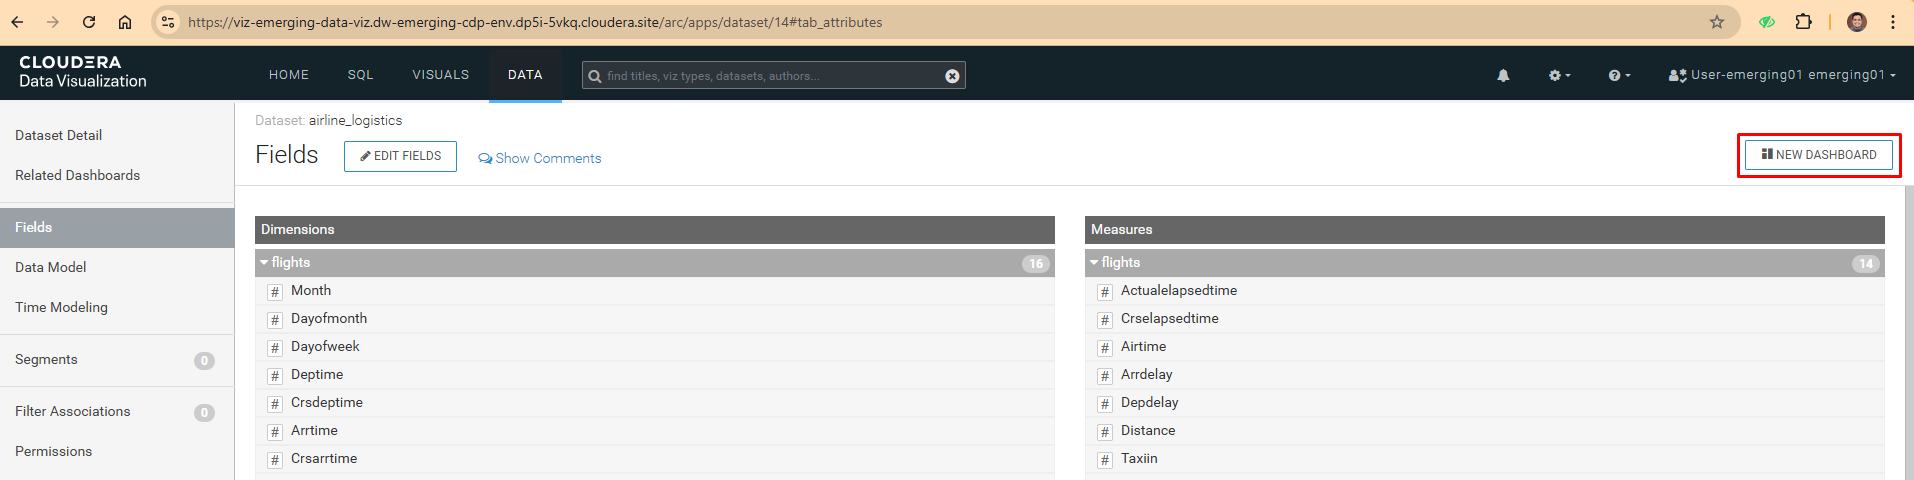 https://viz-emerging-data-viz.dw-emerging-cdp-env.dp5i-5vkq.cloudera.site/arc/apps/dataset/14#tab_attributes
CLOUDERA
Data Visualization
HOME SQL VISUALS DATA
find titles, viz types, datasets, authors...
User-emerging01 emerging01
Dataset Detail
Related Dashboards
Fields
Data Model
Time Modeling
Segments 0
Filter Associations 0
Permissions
Dataset: airline_logistics
Fields EDIT FIELDS Show Comments NEW DASHBOARD
Dimensions
flights 16
# Month
# Dayofmonth
# Dayofweek
# Deptime
# Crsdeptime
# Arrtime
# Crsarrtime
Measures
flights 14
# Actualelapsedtime
# Crselapsedtime
# Airtime
# Arrdelay
# Depdelay
# Distance
# Taxiin